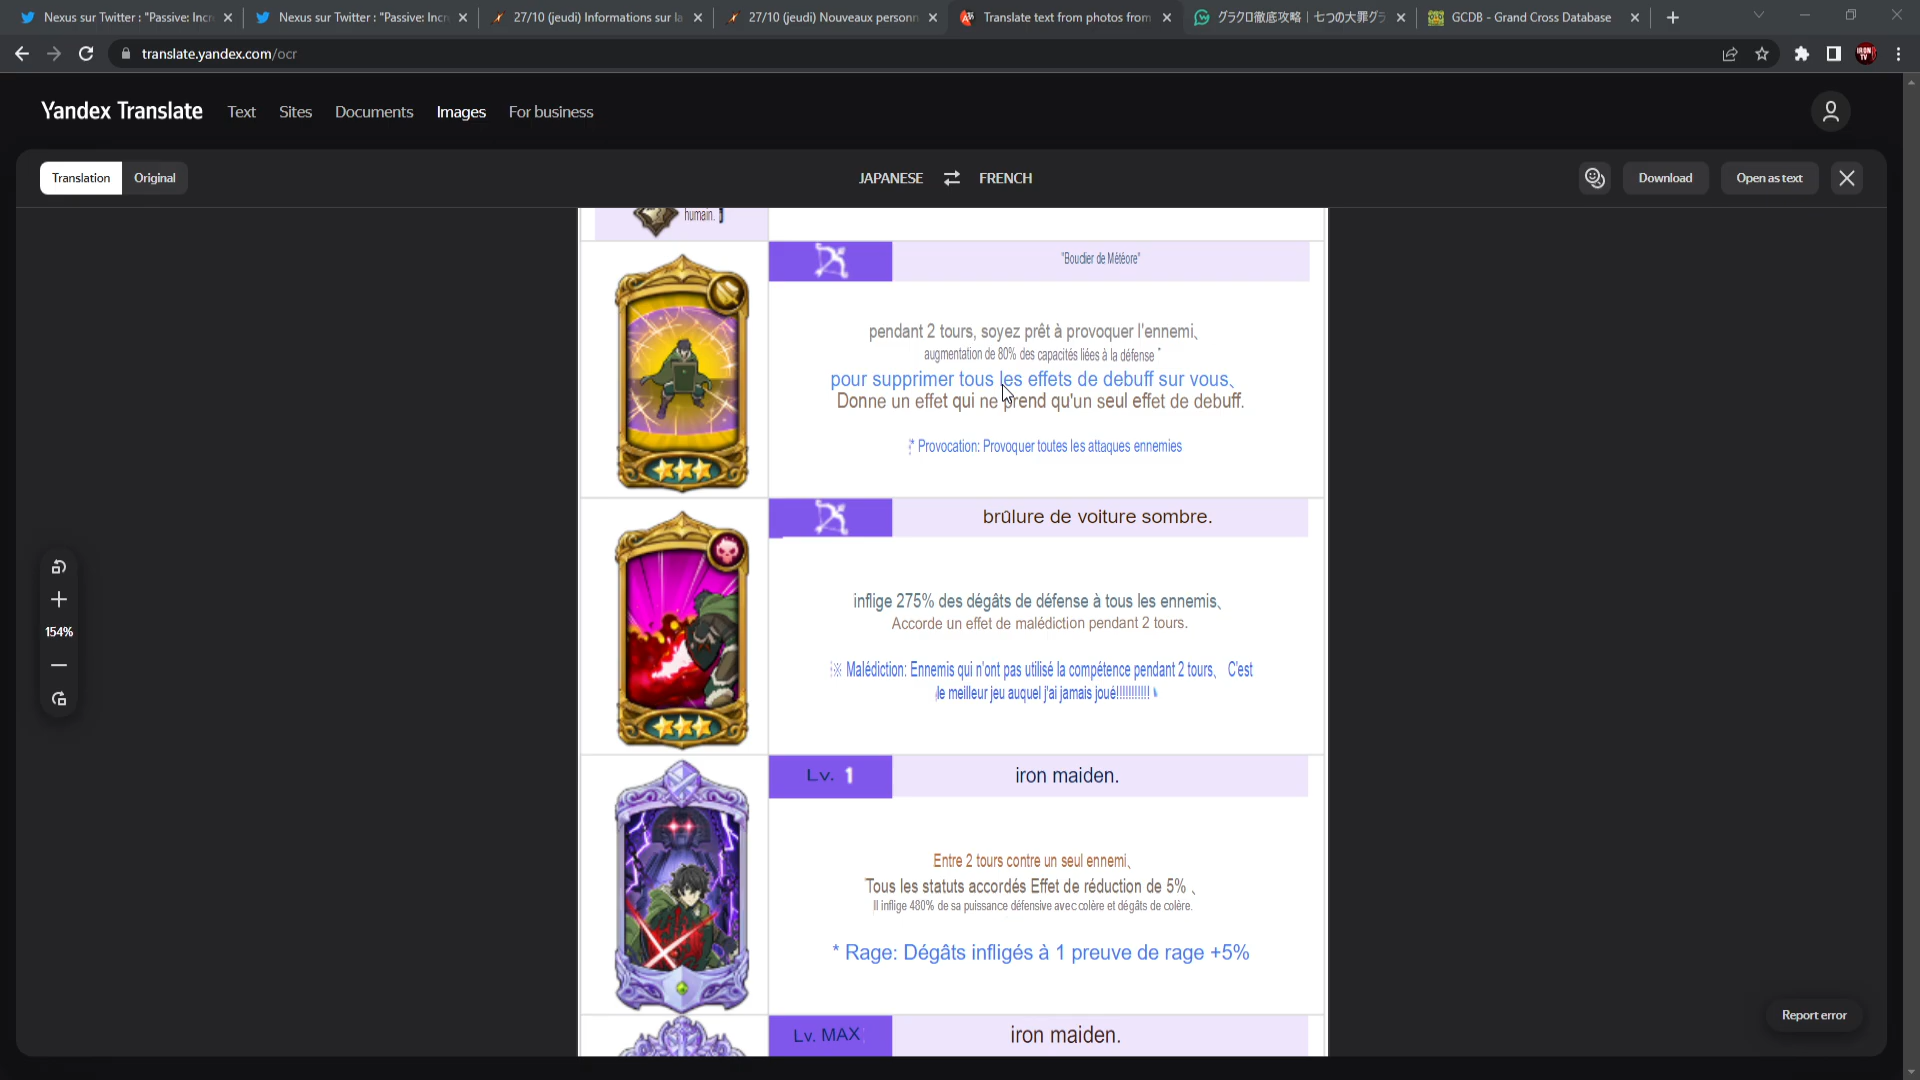 Nexus sur Twitter : "Passive: Incr
Nexus sur Twitter : "Passive: Incr
27/10 (jeudi) Informations sur la
27/10 (jeudi) Nouveaux personn
Translate text from photos from
グラクロ徹底攻略｜七つの大罪グラ
GCDB - Grand Cross Database
translate.yandex.com/ocr
Yandex Translate
Text
Sites
Documents
Images
For business
Translation
Original
JAPANESE
FRENCH
Download
Open as text
humain.
"Bouclier de Météore"
pendant 2 tours, soyez prêt à provoquer l'ennemi、
augmentation de 80% des capacités liées à la défense *
pour supprimer tous les effets de debuff sur vous、
Donne un effet qui ne prend qu'un seul effet de debuff.
* Provocation: Provoquer toutes les attaques ennemies
brûlure de voiture sombre.
inflige 275% des dégâts de défense à tous les ennemis、
Accorde un effet de malédiction pendant 2 tours.
※ Malédiction: Ennemis qui n'ont pas utilisé la compétence pendant 2 tours、 C'est
le meilleur jeu auquel j'ai jamais joué!!!!!!!!!!!
154%
Lv. 1
iron maiden.
Entre 2 tours contre un seul ennemi、
Tous les statuts accordés Effet de réduction de 5% 、
Il inflige 480% de sa puissance défensive avec colère et dégâts de colère.
* Rage: Dégâts infligés à 1 preuve de rage +5%
Lv. MAX
iron maiden.
Report error